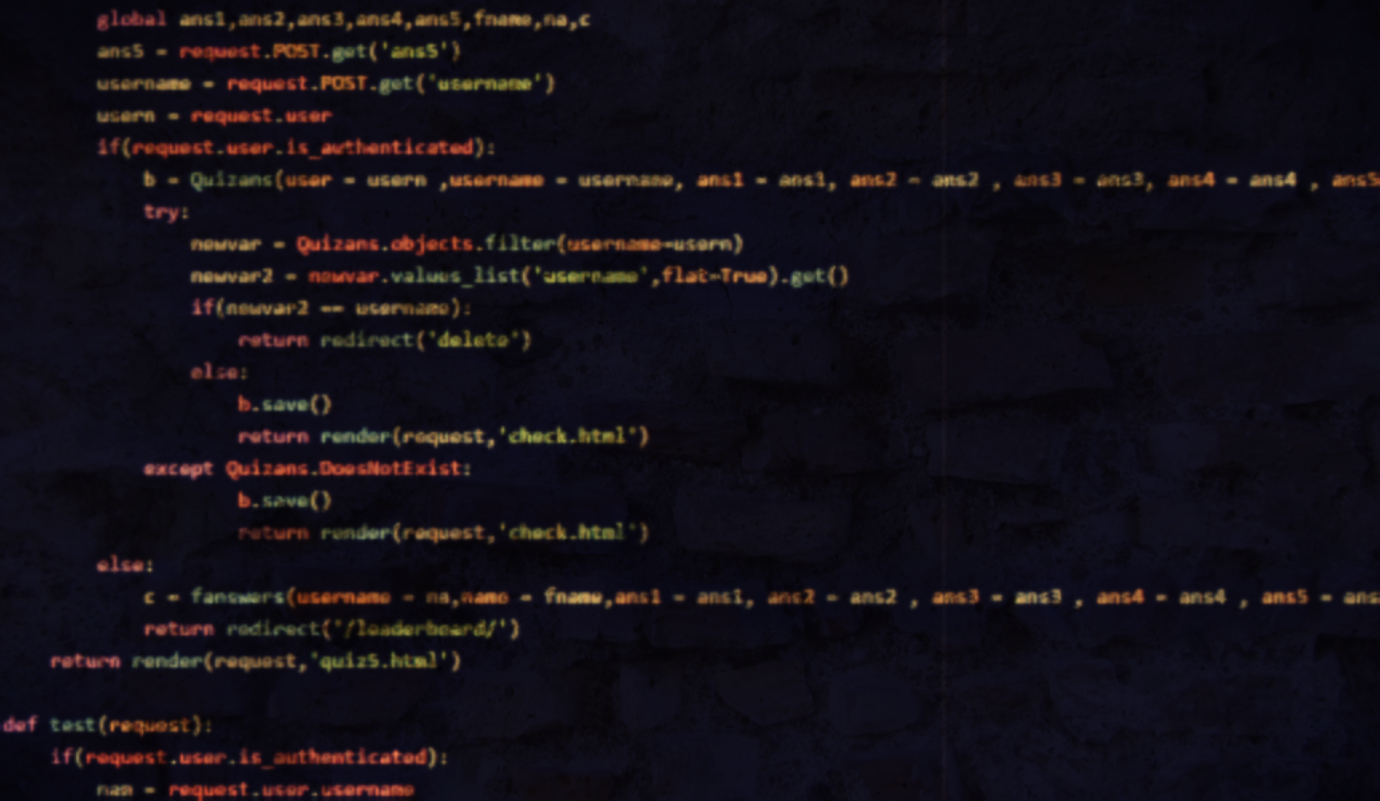 global ans1,ans2,ans3,ans4,ans5,fname,na,c
ans5 = request.POST.get('ans5')
username = request.POST.get('username')
usern = request.user
if(request.user.is_authenticated):
b = Quizans(user = usern ,username = username, ans1 = ans1, ans2 = ans2 , ans3 = ans3, ans4 = ans4 , ans5
try:
newvar = Quizans.objects.filter(username=usern)
newvar2 = newvar.values_list('username',flat=True).get()
if(newvar2 == username):
return redirect('delete')
else:
b.save()
return render(request,'check.html')
except Quizans.DoesNotExist:
b.save()
return render(request,'check.html')
else:
c = fanswers(username = na,name = fname,ans1 = ans1, ans2 = ans2 , ans3 = ans3 , ans4 = ans4 , ans5 = ans
return redirect('/leaderboard/')
return render(request,'quiz5.html')
def test(request):
if(request.user.is_authenticated):
nam = request.user.username